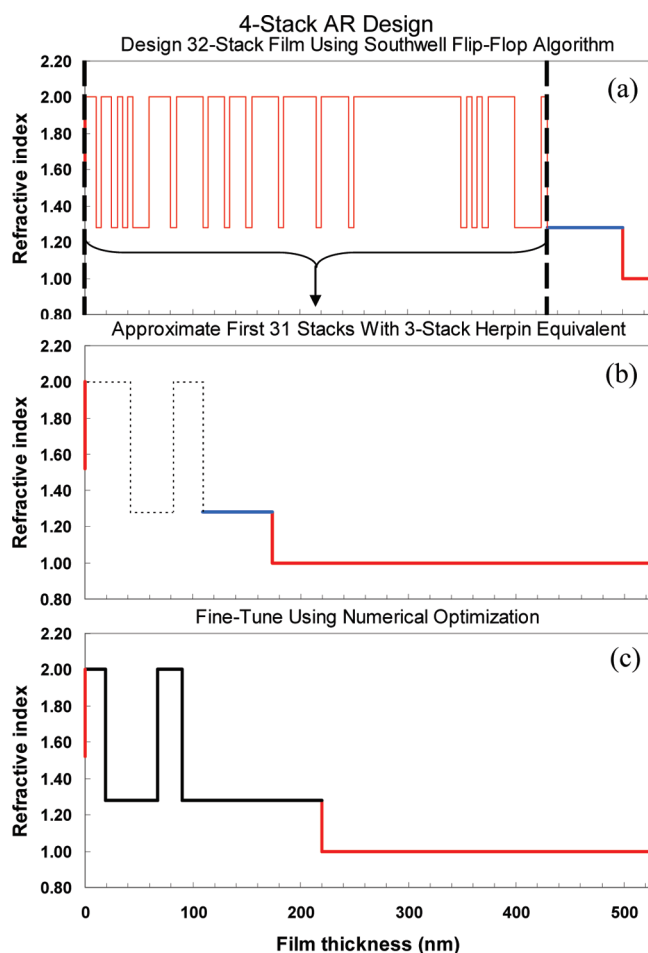 4-Stack AR Design
Design 32-Stack Film Using Southwell Flip-Flop Algorithm
(a)
Refractive index
2.20
2.00
1.80
1.60
1.40
1.20
1.00
0.80
Approximate First 31 Stacks With 3-Stack Herpin Equivalent
(b)
Refractive index
2.20
2.00
1.80
1.60
1.40
1.20
1.00
0.80
Fine-Tune Using Numerical Optimization
(c)
Refractive index
2.20
2.00
1.80
1.60
1.40
1.20
1.00
0.80
0 100 200 300 400 500
Film thickness (nm)